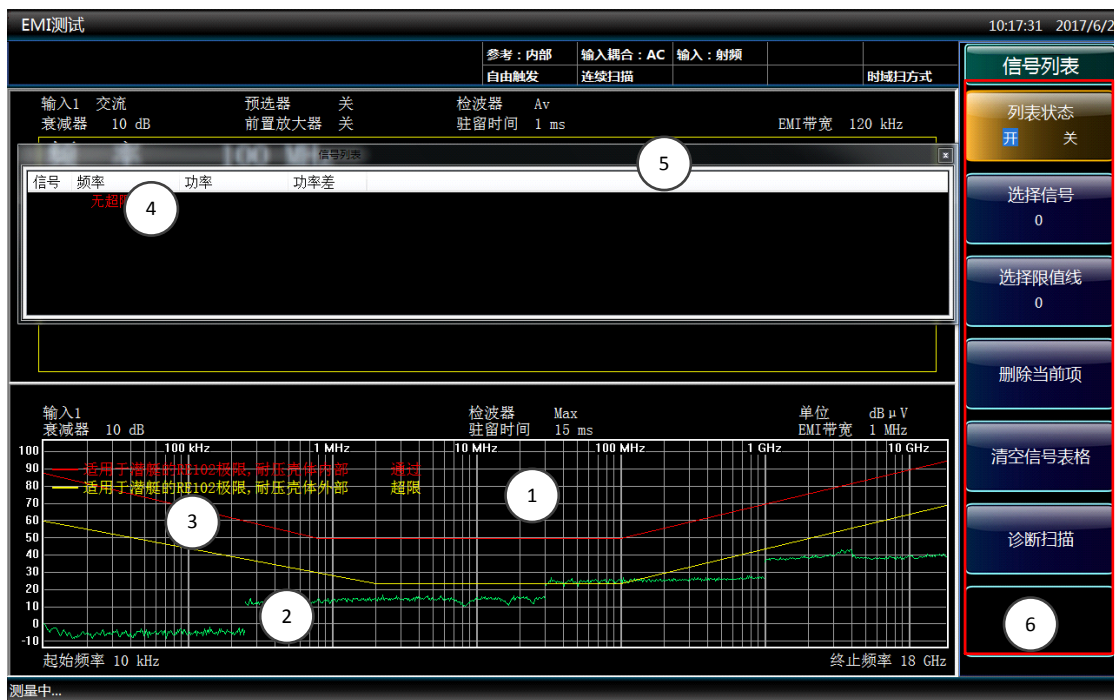 EMI测试 10:17:31 2017/6/2
参考：内部 输入耦合：AC 输入：射频
自由触发 连续扫描 时域扫方式
输入1 交流 预选器 关 检波器 Av
衰减器 10 dB 前置放大器 关 驻留时间 1 ms EMI带宽 120 kHz
频 率 100 M
信号列表
5
信号 频率 功率 功率差
无超
4
输入1 检波器 Max 单位 dBμV
衰减器 10 dB 驻留时间 15 ms EMI带宽 1 MHz
100 kHz 1 MHz 10 MHz 100 MHz 1 GHz 10 GHz
100
90
80
70
60
50
40
30
20
10
0
-10
适用于潜艇的RE102极限,耐压壳体内部 通过
适用于潜艇的RE102极限,耐压壳体外部 超限
1
3
2
起始频率 10 kHz 终止频率 18 GHz
测量中...
信号列表
列表状态
开 关
选择信号
0
选择限值线
0
删除当前项
清空信号表格
诊断扫描
6